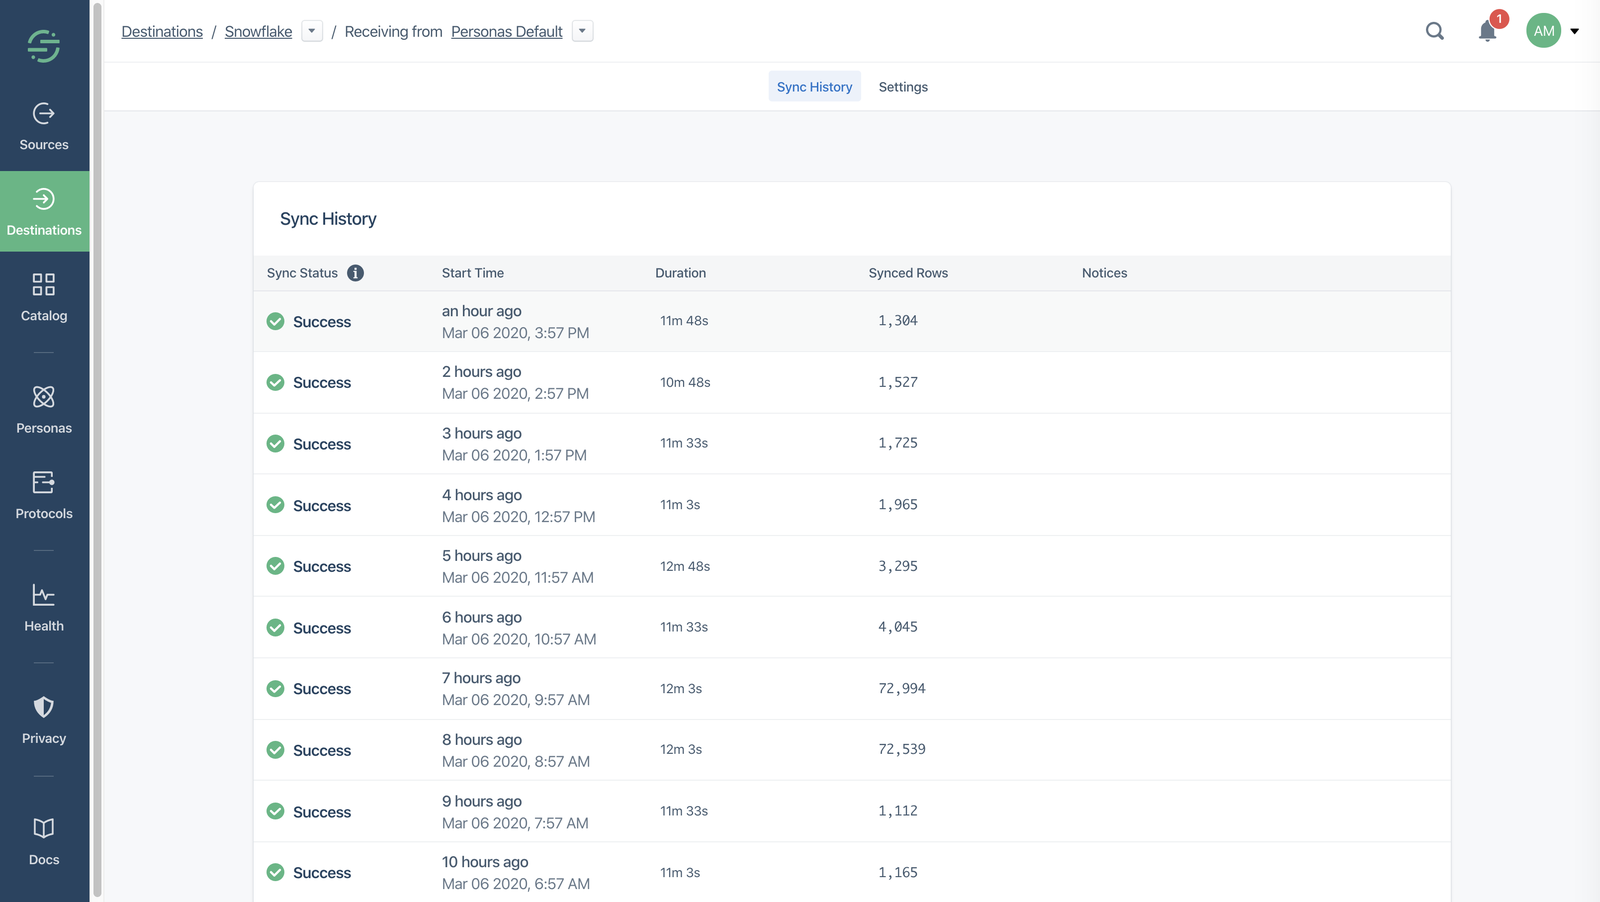 Destinations / Snowflake / Receiving from Personas Default
1
AM
Sync History Settings
Sources
Destinations
Catalog
Personas
Protocols
Health
Privacy
Docs
Sync History
Sync Status i Start Time Duration Synced Rows Notices
Success an hour ago 11m 48s 1,304
Mar 06 2020, 3:57 PM
Success 2 hours ago 10m 48s 1,527
Mar 06 2020, 2:57 PM
Success 3 hours ago 11m 33s 1,725
Mar 06 2020, 1:57 PM
Success 4 hours ago 11m 3s 1,965
Mar 06 2020, 12:57 PM
Success 5 hours ago 12m 48s 3,295
Mar 06 2020, 11:57 AM
Success 6 hours ago 11m 33s 4,045
Mar 06 2020, 10:57 AM
Success 7 hours ago 12m 3s 72,994
Mar 06 2020, 9:57 AM
Success 8 hours ago 12m 3s 72,539
Mar 06 2020, 8:57 AM
Success 9 hours ago 11m 33s 1,112
Mar 06 2020, 7:57 AM
Success 10 hours ago 11m 3s 1,165
Mar 06 2020, 6:57 AM